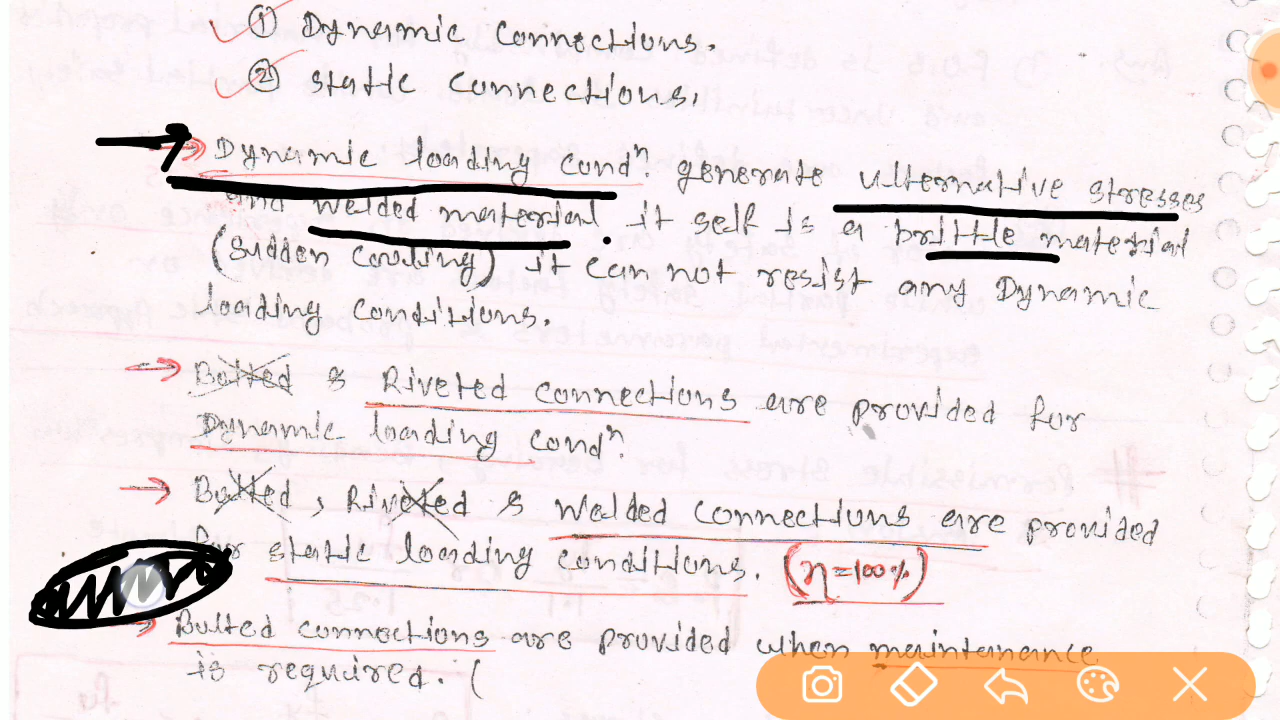 ① Dynamic Connections.
② Static Connections.
→ Dynamic loading condⁿ. generate ulternative stresses
and welded material it self is a brittle material
(sudden cooling) it can not resist any Dynamic
loading conditions.
→ Bolted & Riveted connections are provided for
Dynamic loading condⁿ.
→ Bolted, Riveted & Welded connections are provided
for static loading conditions. (η=100%)
→ Bolted connections are provided when maintanance
is required. (